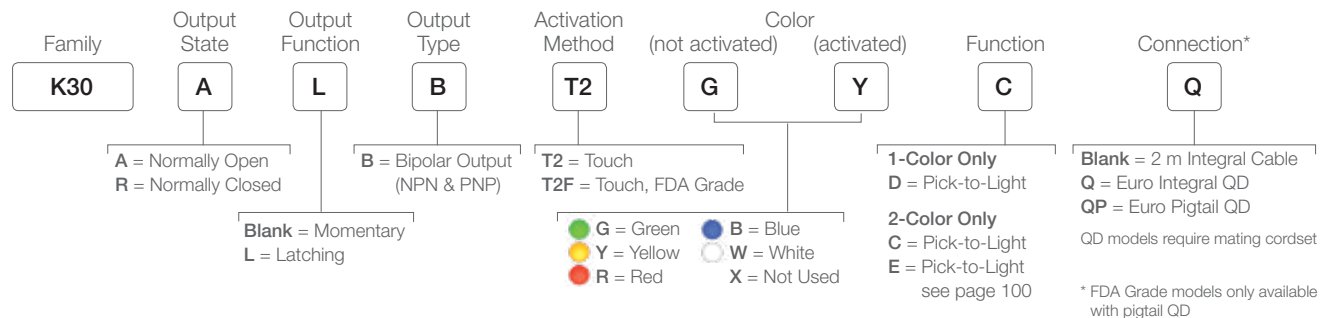 Family
Output State
Output Function
Output Type
Activation Method
Color
(not activated)
(activated)
Function
Connection*
K30
A
L
B
T2
G
Y
C
Q
A = Normally Open
R = Normally Closed
Blank = Momentary
L = Latching
B = Bipolar Output
(NPN & PNP)
T2 = Touch
T2F = Touch, FDA Grade
G = Green
Y = Yellow
R = Red
B = Blue
W = White
X = Not Used
1-Color Only
D = Pick-to-Light
2-Color Only
C = Pick-to-Light
E = Pick-to-Light
see page 100
Blank = 2 m Integral Cable
Q = Euro Integral QD
QP = Euro Pigtail QD
QD models require mating cordset
* FDA Grade models only available
with pigtail QD